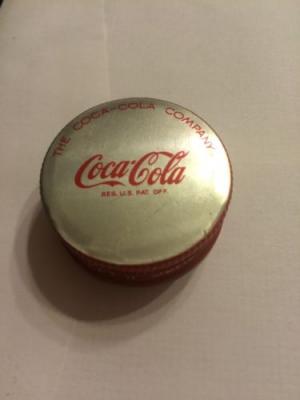 THE COCA-COLA COMPANY
Coca-Cola
REG. U.S. PAT. OFF.